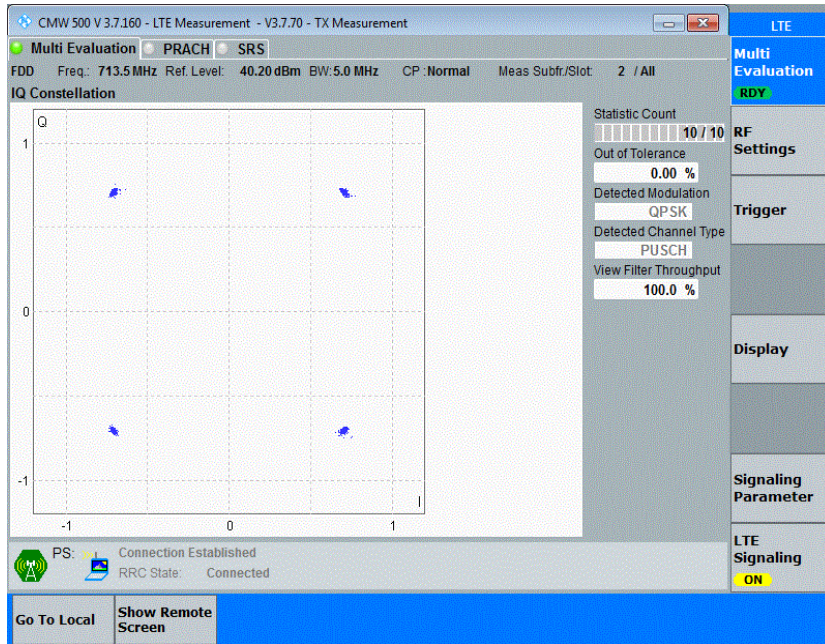 CMW 500 V 3.7.160 - LTE Measurement - V3.7.70 - TX Measurement
LTE
Multi Evaluation PRACH SRS
Multi
Evaluation
RDY
FDD Freq.: 713.5 MHz Ref. Level: 40.20 dBm BW: 5.0 MHz CP :Normal Meas Subfr./Slot: 2 / All
IQ Constellation
Q
1
0
-1
I
-1 0 1
Statistic Count
10 / 10
Out of Tolerance
0.00 %
Detected Modulation
QPSK
Detected Channel Type
PUSCH
View Filter Throughput
100.0 %
RF
Settings
Trigger
Display
Signaling
Parameter
LTE
Signaling
ON
PS: Connection Established
RRC State: Connected
Go To Local
Show Remote
Screen